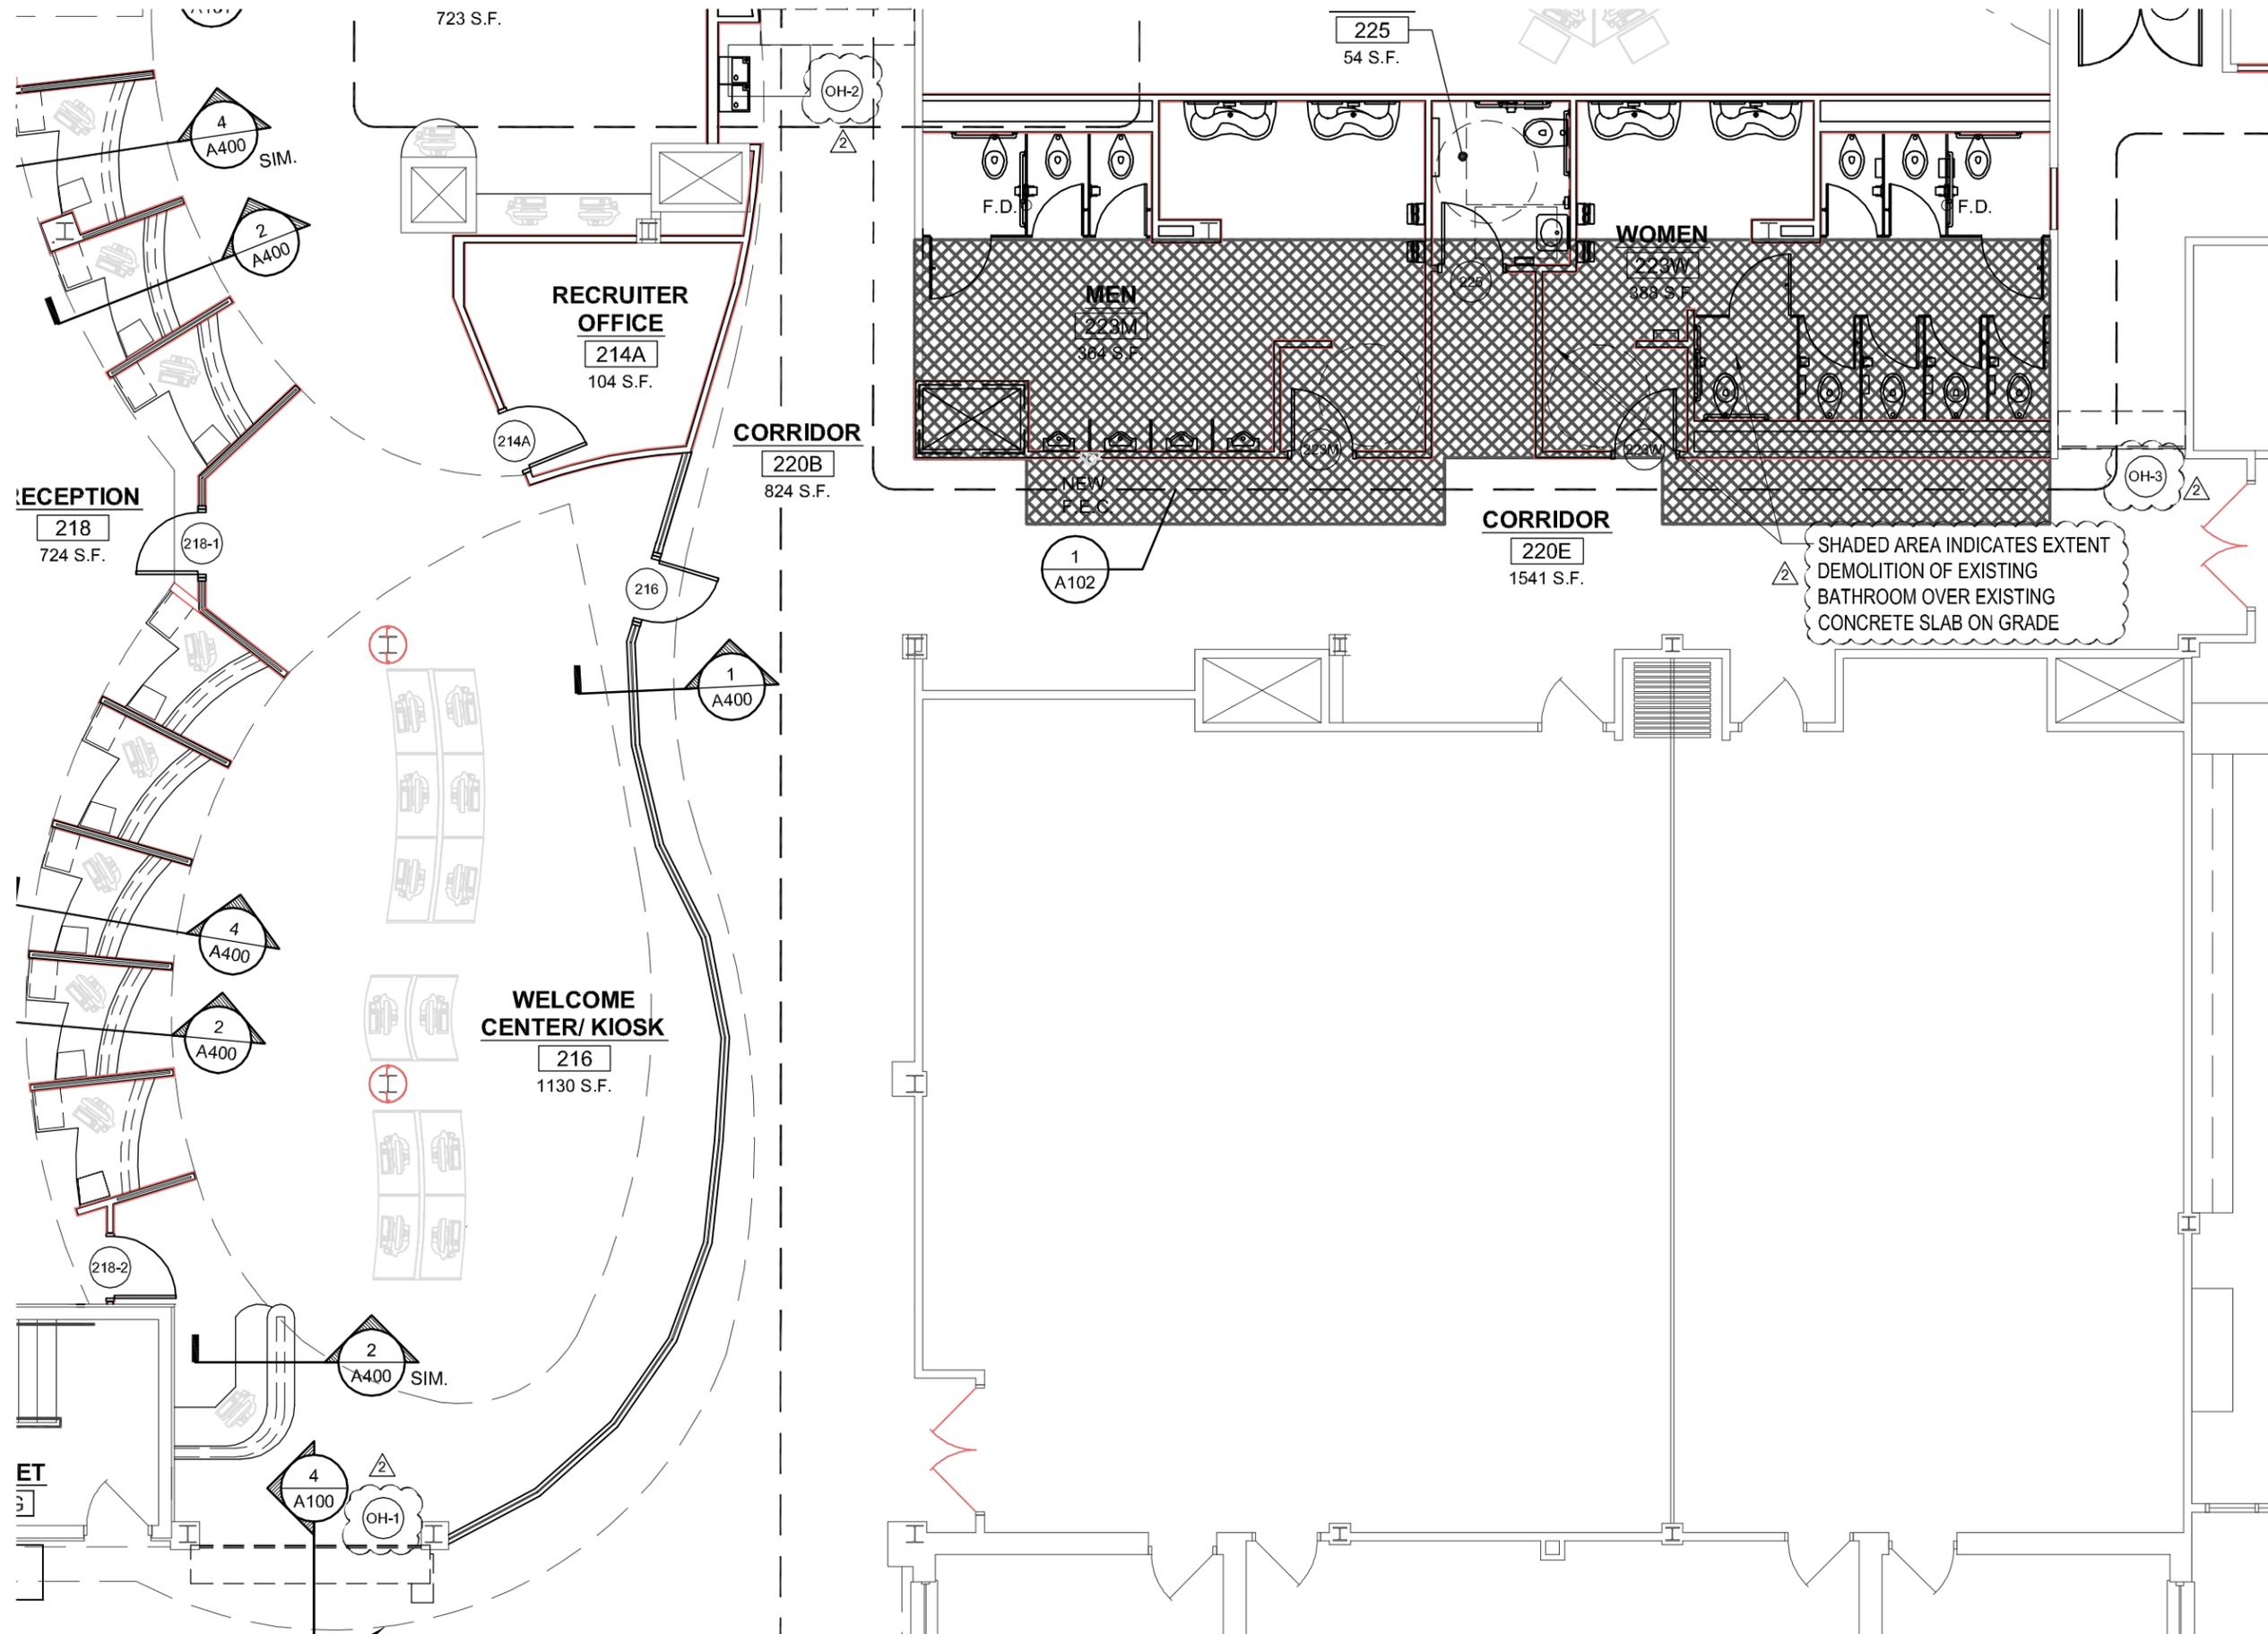 723 S.F.
225
54 S.F.
OH-2
2
4
A400
SIM.
2
A400
F.D.
F.D.
RECRUITER
OFFICE
214A
104 S.F.
214A
MEN
223M
364 S.F.
225
WOMEN
223W
388 S.F.
223M
223W
CORRIDOR
220B
824 S.F.
NEW
F.E.C.
RECEPTION
218
724 S.F.
218-1
216
1
A102
CORRIDOR
220E
1541 S.F.
OH-3
2
2
SHADED AREA INDICATES EXTENT
DEMOLITION OF EXISTING
BATHROOM OVER EXISTING
CONCRETE SLAB ON GRADE
1
A400
4
A400
2
A400
WELCOME
CENTER/ KIOSK
216
1130 S.F.
218-2
2
A400
SIM.
ET
4
A100
2
OH-1